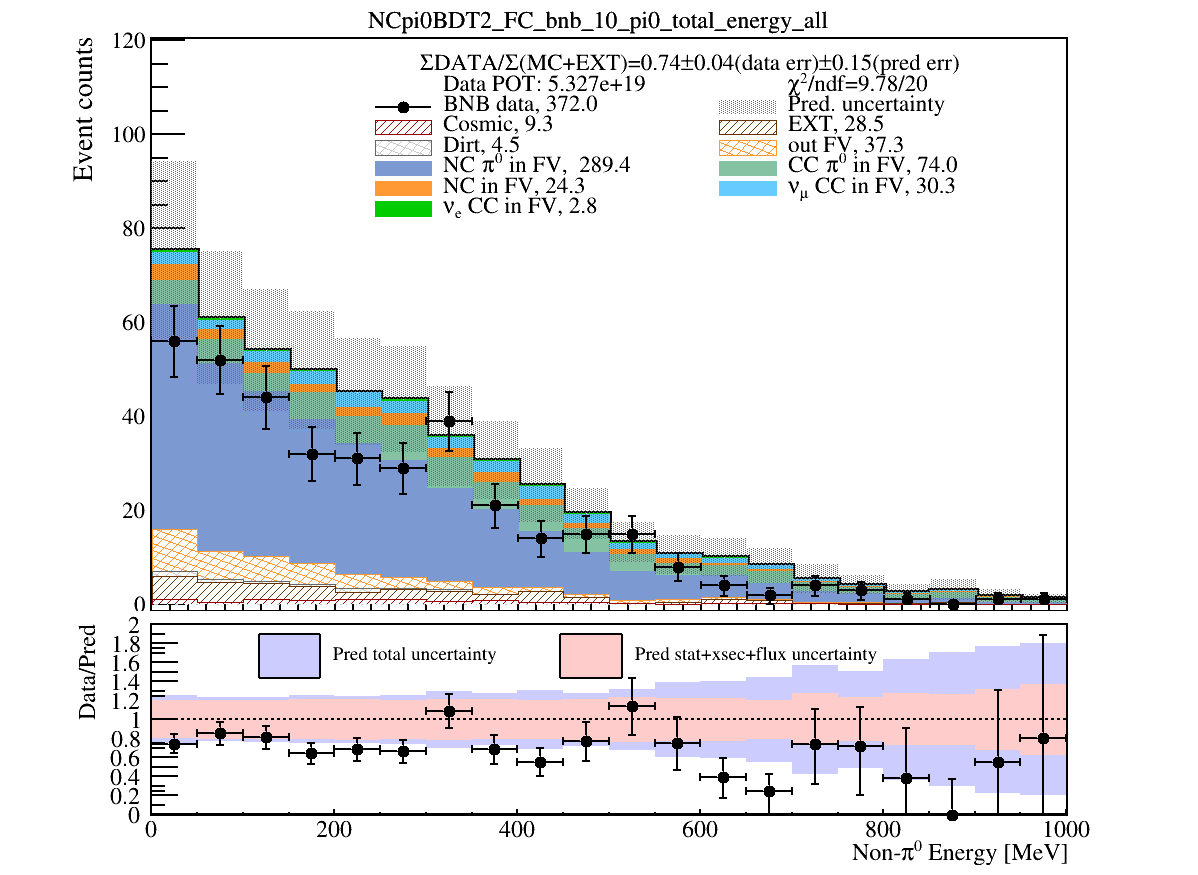 NCpi0BDT2_FC_bnb_10_pi0_total_energy_all
ΣDATA/Σ(MC+EXT)=0.74±0.04(data err)±0.15(pred err)
Data POT: 5.327e+19
χ²/ndf=9.78/20
BNB data, 372.0
Pred. uncertainty
Cosmic, 9.3
EXT, 28.5
Dirt, 4.5
out FV, 37.3
NC π⁰ in FV, 289.4
CC π⁰ in FV, 74.0
NC in FV, 24.3
νμ CC in FV, 30.3
νe CC in FV, 2.8
Event counts
120
100
80
60
40
20
0
Pred total uncertainty
Pred stat+xsec+flux uncertainty
Data/Pred
2
1.8
1.6
1.4
1.2
1
0.8
0.6
0.4
0.2
0
0 200 400 600 800 1000
Non-π⁰ Energy [MeV]